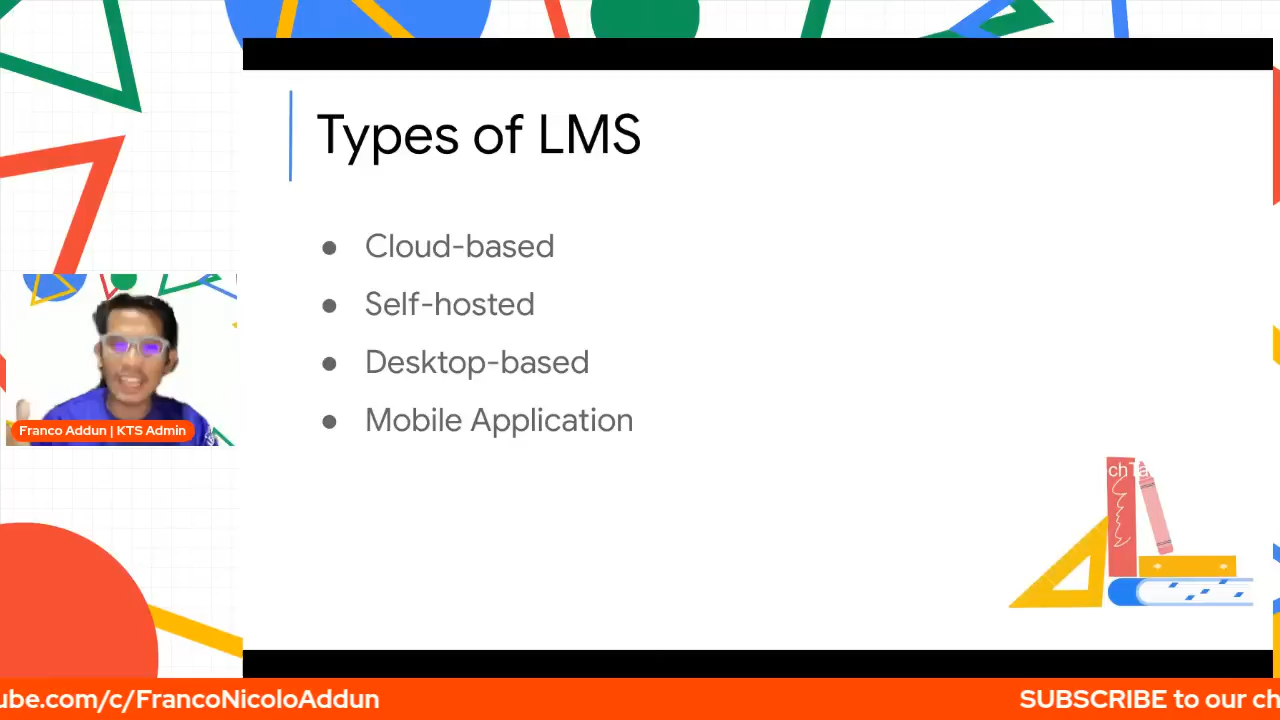 Types of LMS
● Cloud-based
● Self-hosted
● Desktop-based
● Mobile Application
Franco Addun | KTS Admin
ube.com/c/FrancoNicoloAddun
SUBSCRIBE to our ch